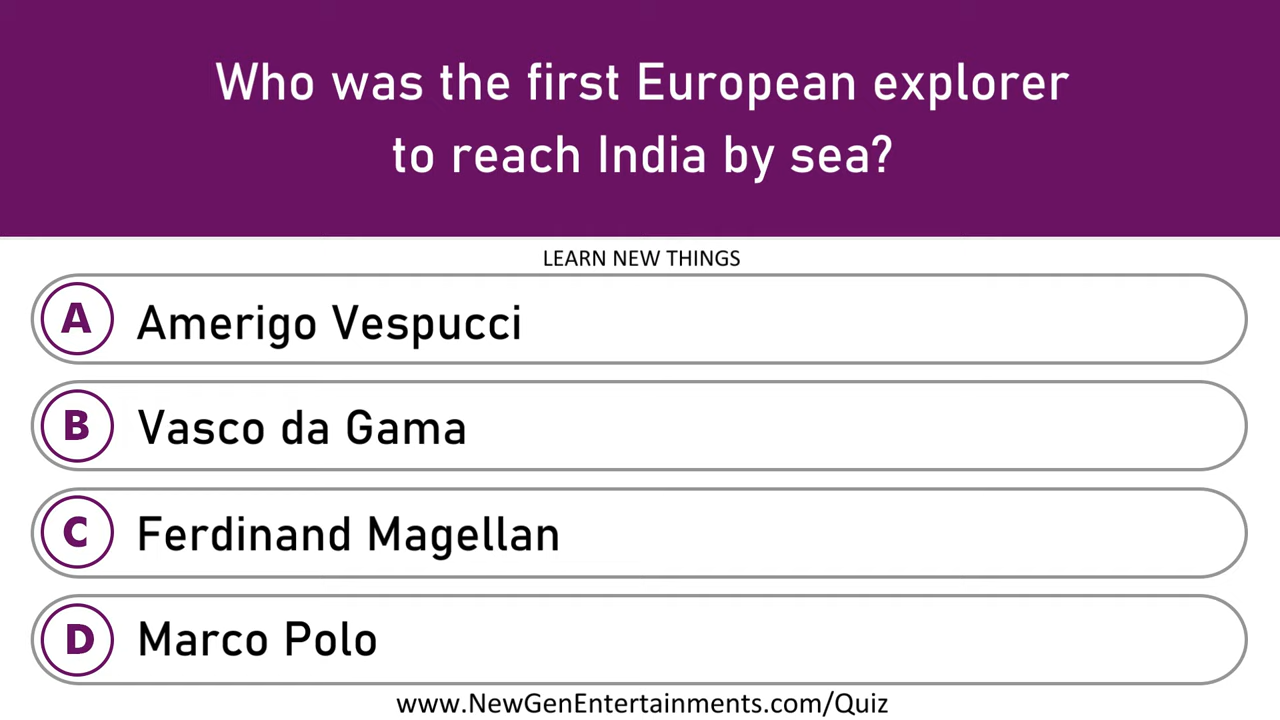 Who was the first European explorer
to reach India by sea?
LEARN NEW THINGS
A Amerigo Vespucci
B Vasco da Gama
C Ferdinand Magellan
D Marco Polo
www.NewGenEntertainments.com/Quiz